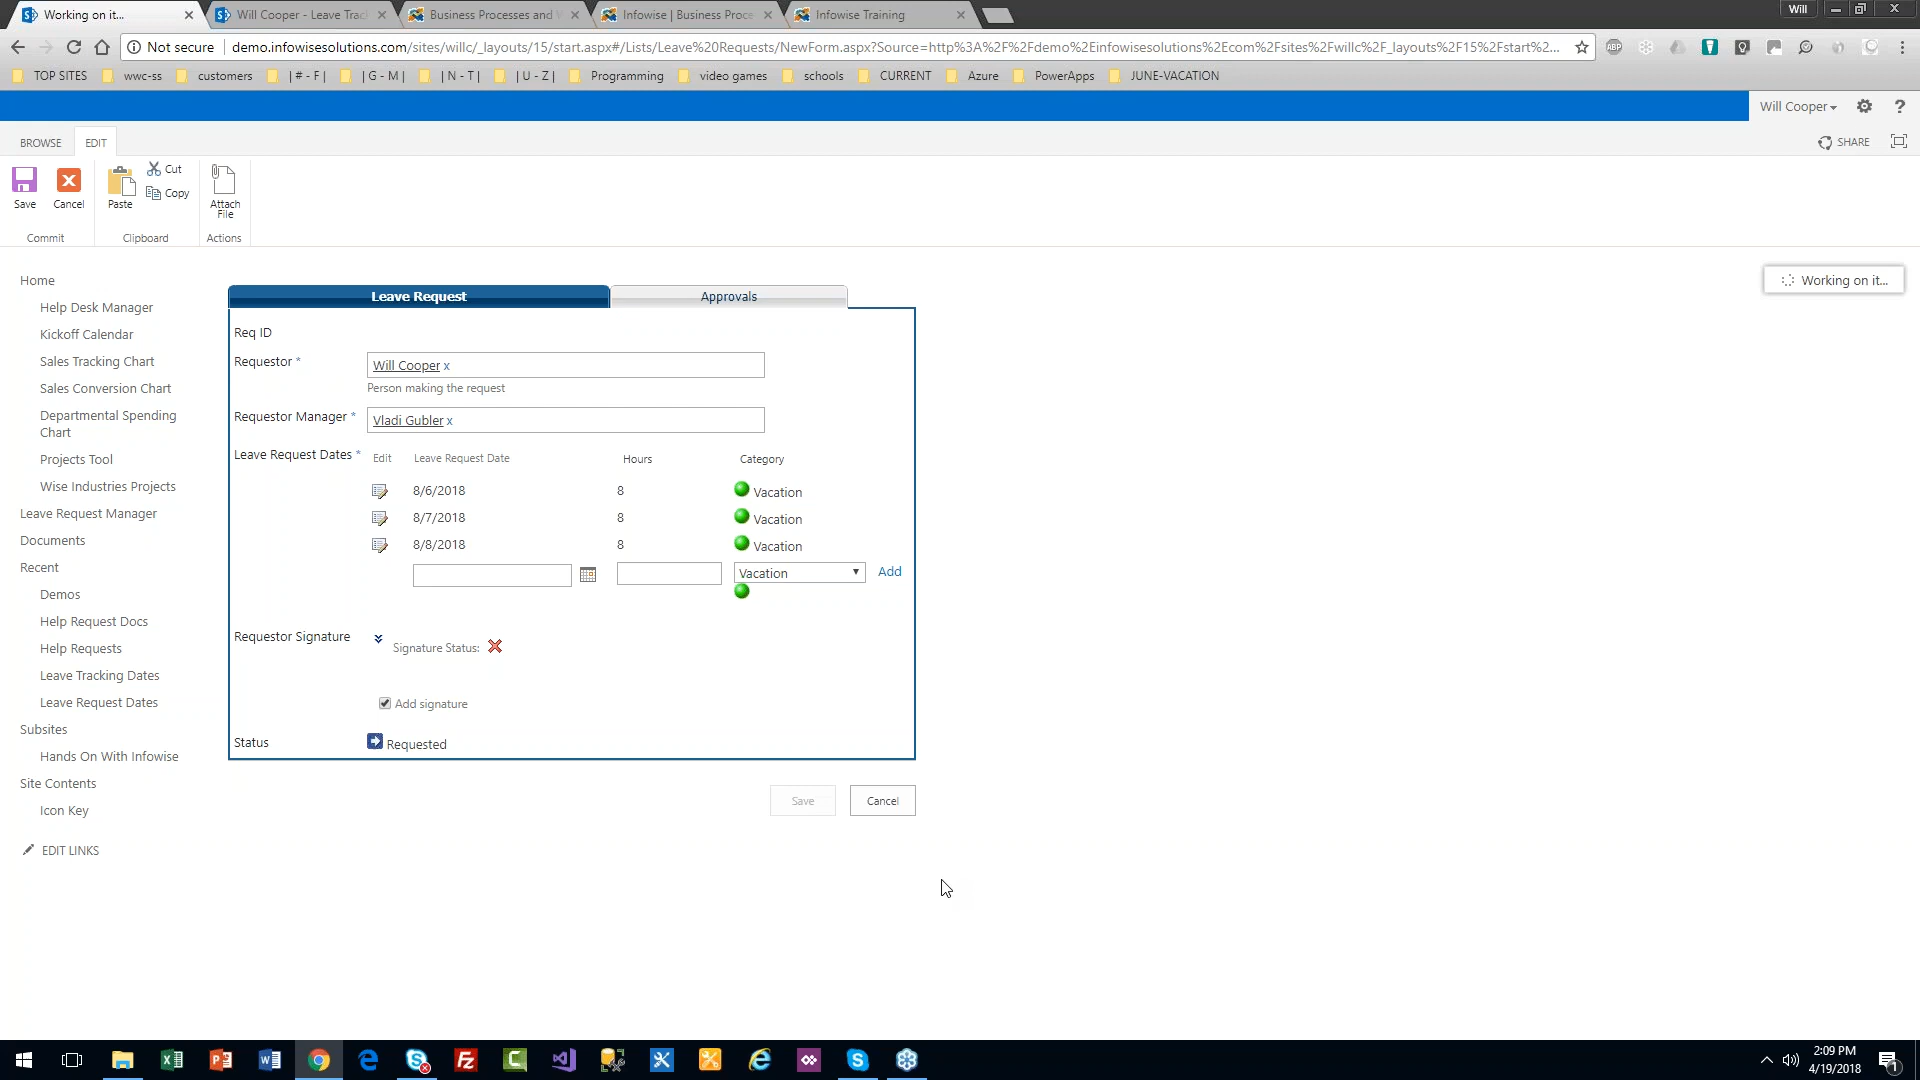 Working on it...
Will Cooper - Leave Trac
Business Processes and
Infowise | Business Proce
Infowise Training
Will
Not secure
demo.infowisesolutions.com/sites/willc/_layouts/15/start.aspx#/Lists/Leave%20Requests/NewForm.aspx?Source=http%3A%2F%2Fdemo%2Einfowisesolutions%2Ecom%2Fsites%2Fwillc%2F_layouts%2F15%2Fstart%2...
ABP
TOP SITES
wwc-ss
customers
| # - F |
| G - M |
| N - T |
| U - Z |
Programming
video games
schools
CURRENT
Azure
PowerApps
JUNE-VACATION
Will Cooper
?
BROWSE
EDIT
SHARE
Save
Cancel
Paste
Cut
Copy
Attach
File
Commit
Clipboard
Actions
Working on it...
Home
Help Desk Manager
Kickoff Calendar
Sales Tracking Chart
Sales Conversion Chart
Departmental Spending
Chart
Projects Tool
Wise Industries Projects
Leave Request Manager
Documents
Recent
Demos
Help Request Docs
Help Requests
Leave Tracking Dates
Leave Request Dates
Subsites
Hands On With Infowise
Site Contents
Icon Key
EDIT LINKS
Leave Request
Approvals
Req ID
Requestor *
Will Cooper x
Person making the request
Requestor Manager *
Vladi Gubler x
Leave Request Dates *
Edit
Leave Request Date
Hours
Category
8/6/2018
8
Vacation
8/7/2018
8
Vacation
8/8/2018
8
Vacation
Vacation
Add
Requestor Signature
Signature Status:
Add signature
Status
Requested
Save
Cancel
2:09 PM
4/19/2018
1